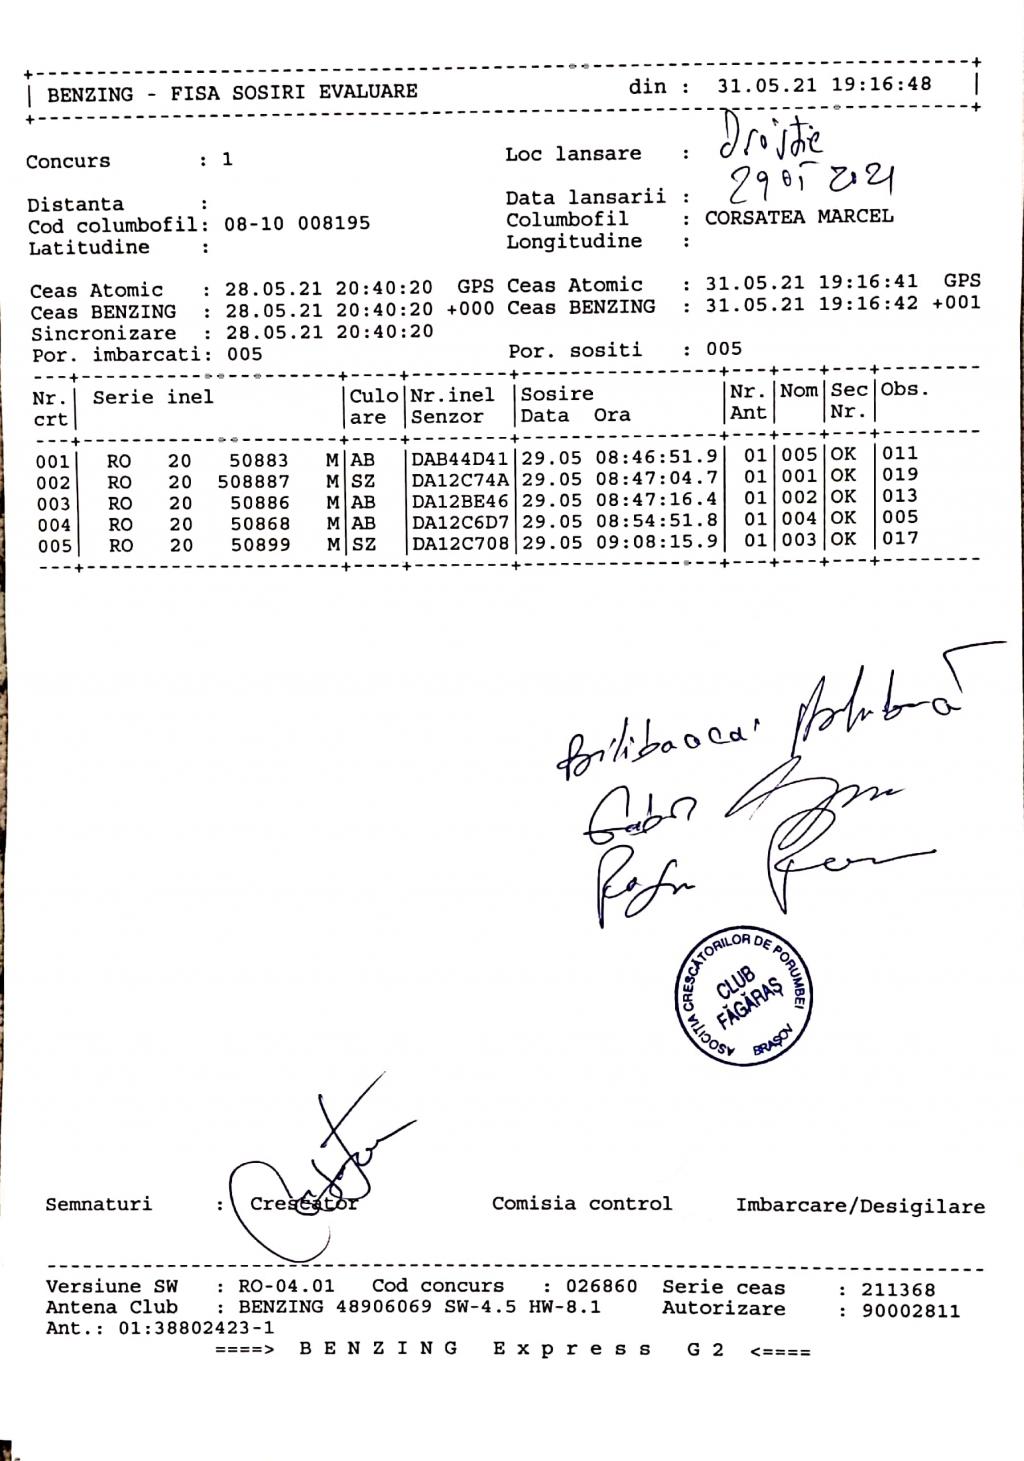 BENZING - FISA SOSIRI EVALUARE din : 31.05.21 19:16:48
Concurs : 1 Loc lansare :
Distanta : Data lansarii : 2021
Cod columbofil: 08-10 008195 Columbofil : CORSATEA MARCEL
Latitudine : Longitudine :
Ceas Atomic : 28.05.21 20:40:20 GPS Ceas Atomic : 31.05.21 19:16:41 GPS
Ceas BENZING : 28.05.21 20:40:20 +000 Ceas BENZING : 31.05.21 19:16:42 +001
Sincronizare : 28.05.21 20:40:20
Por. imbarcati: 005 Por. sositi : 005
Nr. Serie inel Culo Nr.inel Sosire Nr. Nom Sec Obs.
crt are Senzor Data Ora Ant Nr.
001 RO 20 50883 M AB DAB44D41 29.05 08:46:51.9 01 005 OK 011
002 RO 20 508887 M SZ DA12C74A 29.05 08:47:04.7 01 001 OK 019
003 RO 20 50886 M AB DA12BE46 29.05 08:47:16.4 01 002 OK 013
004 RO 20 50868 M AB DA12C6D7 29.05 08:54:51.8 01 004 OK 005
005 RO 20 50899 M SZ DA12C708 29.05 09:08:15.9 01 003 OK 017
ASOCIȚIA CRESCĂTORILOR DE PORUMBEI
CLUB
FĂGĂRAȘ
BRAȘOV
Semnaturi : Crescător Comisia control Imbarcare/Desigilare
Versiune SW : RO-04.01 Cod concurs : 026860 Serie ceas : 211368
Antena Club : BENZING 48906069 SW-4.5 HW-8.1 Autorizare : 90002811
Ant.: 01:38802423-1
====> B E N Z I N G E x p r e s s G 2 <====